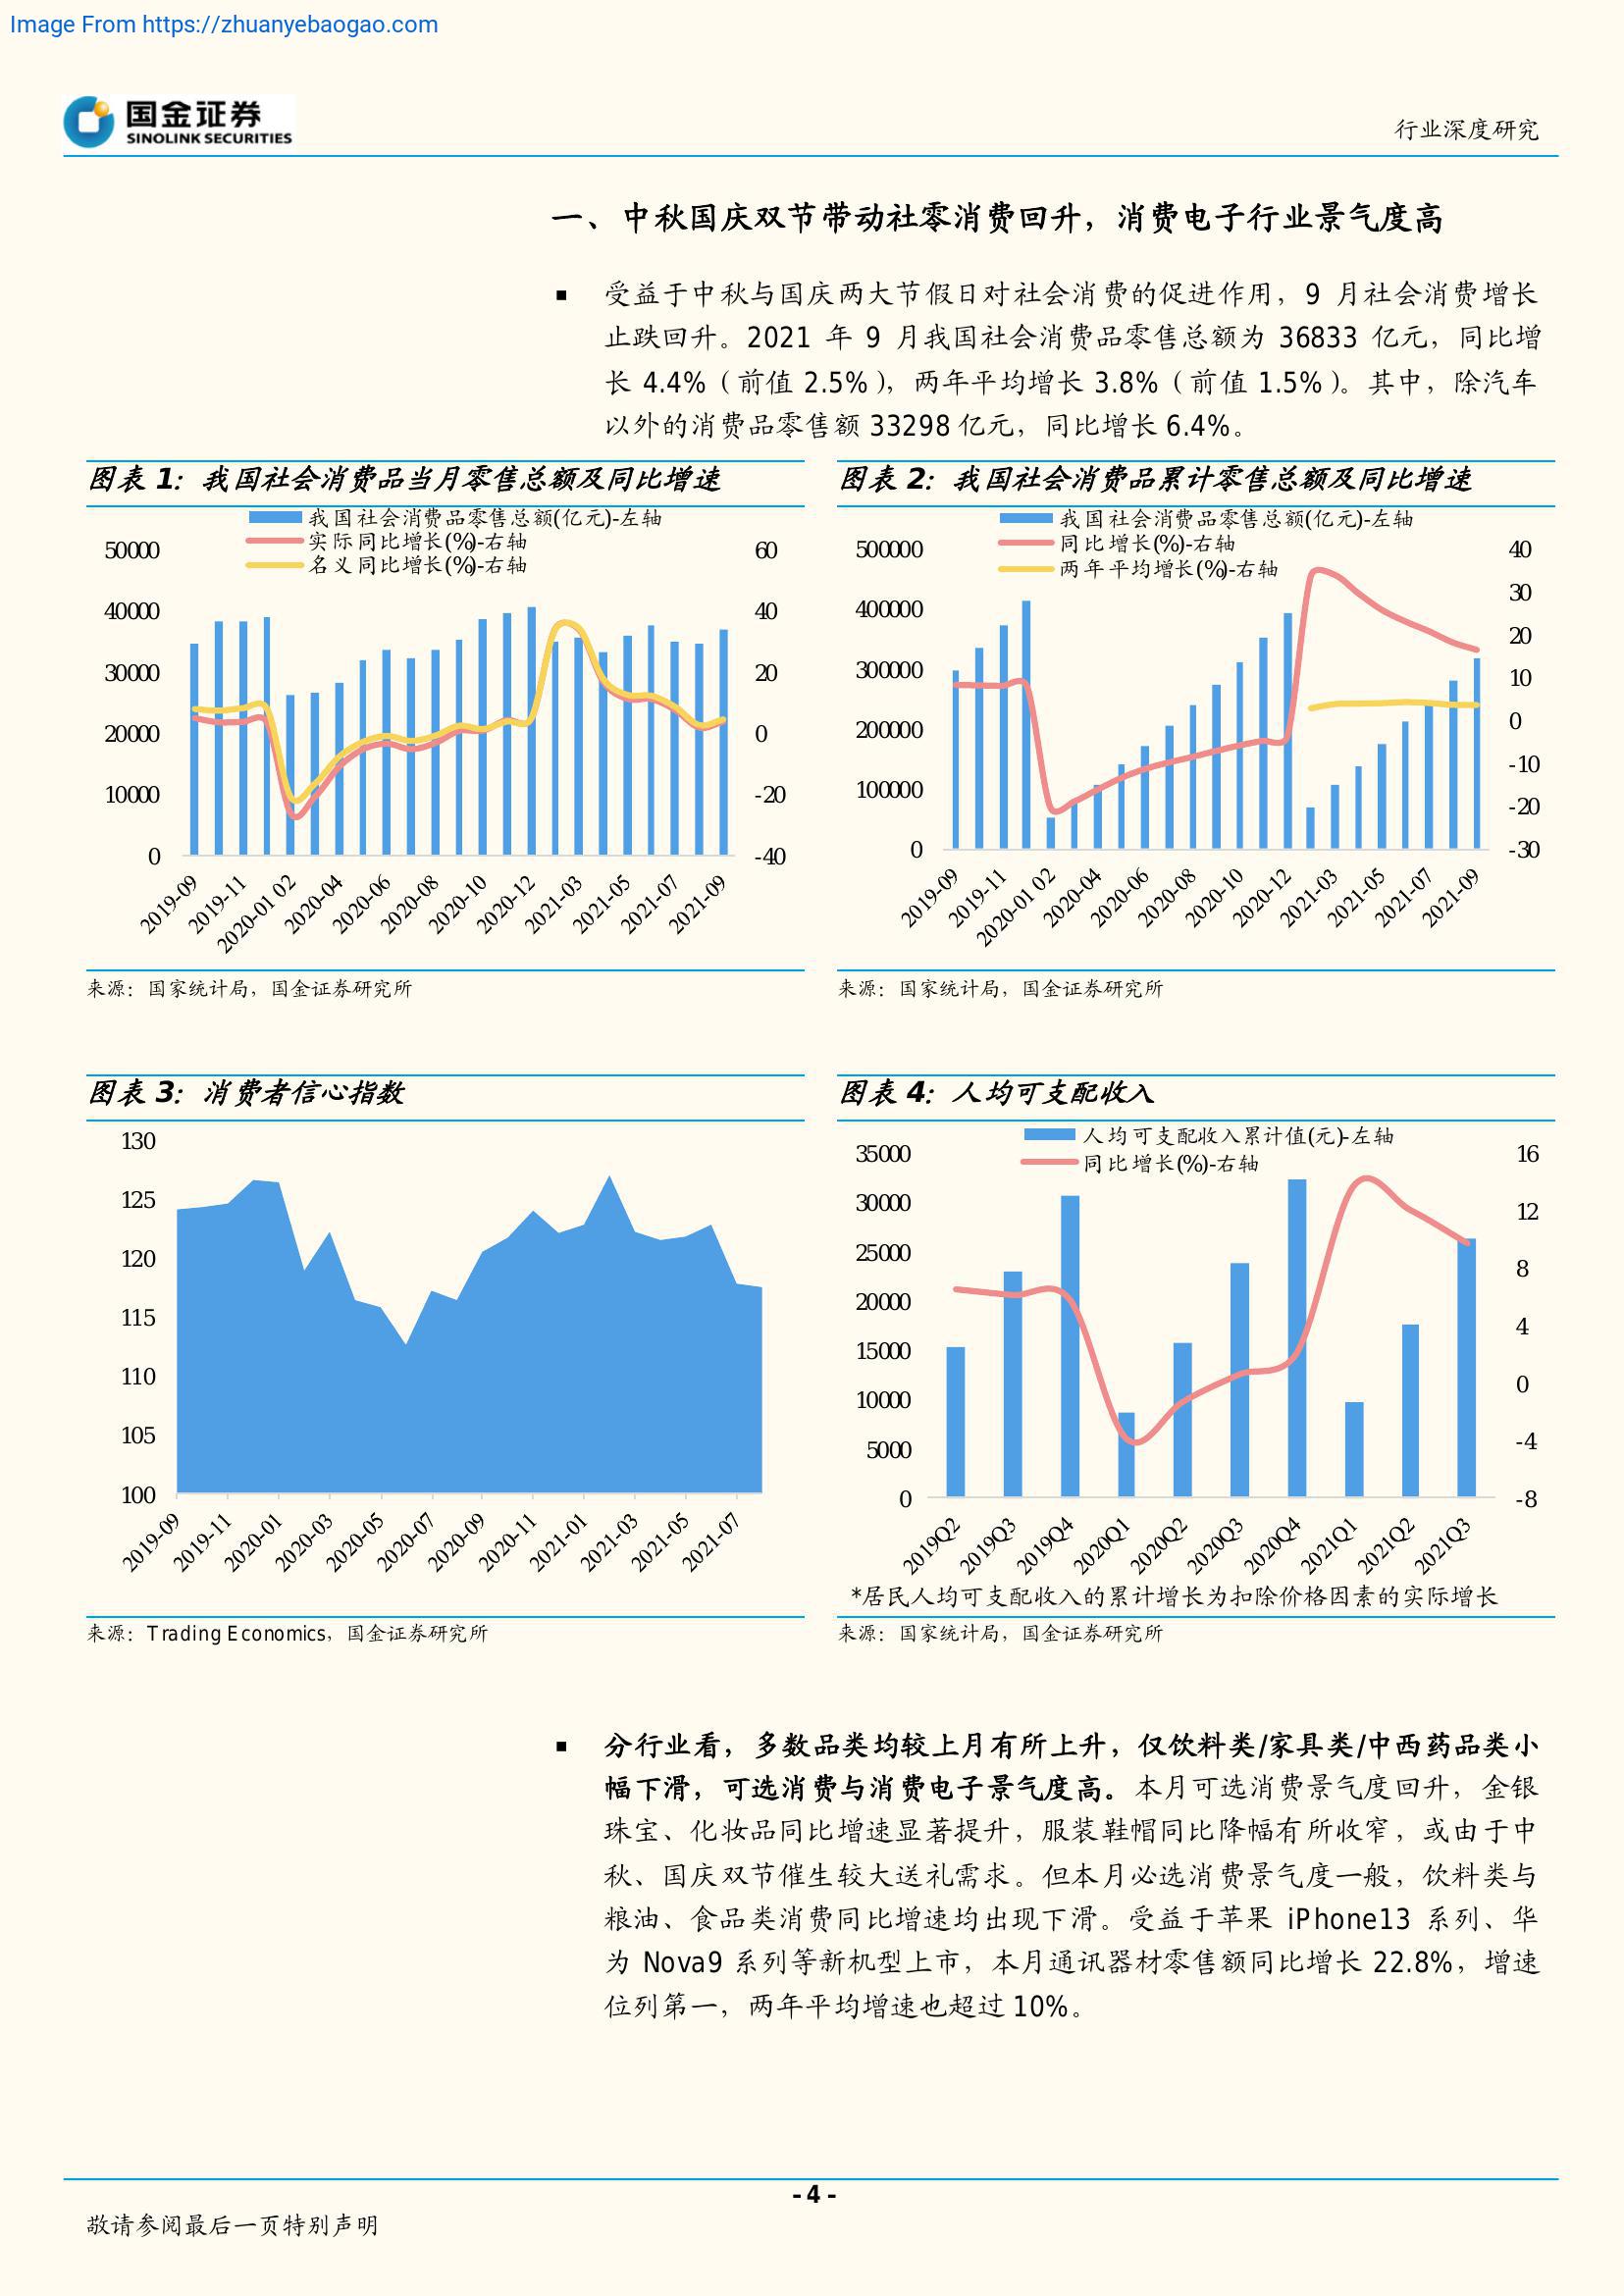 Image From https://zhuanyebaogao.com
国金证券
SINOLINK SECURITIES
行业深度研究
一、中秋国庆双节带动社零消费回升，消费电子行业景气度高
■ 受益于中秋与国庆两大节假日对社会消费的促进作用，9 月社会消费增长
止跌回升。2021 年 9 月我国社会消费品零售总额为 36833 亿元，同比增
长 4.4%（前值 2.5%），两年平均增长 3.8%（前值 1.5%）。其中，除汽车
以外的消费品零售额 33298 亿元，同比增长 6.4%。
图表 1：我国社会消费品当月零售总额及同比增速
我国社会消费品零售总额(亿元)-左轴
实际同比增长(%)-右轴
名义同比增长(%)-右轴
50000
40000
30000
20000
10000
0
60
40
20
0
-20
-40
2019-09
2019-11
2020-01 02
2020-04
2020-06
2020-08
2020-10
2020-12
2021-03
2021-05
2021-07
2021-09
来源：国家统计局，国金证券研究所
图表 2：我国社会消费品累计零售总额及同比增速
我国社会消费品零售总额(亿元)-左轴
同比增长(%)-右轴
两年平均增长(%)-右轴
500000
400000
300000
200000
100000
0
40
30
20
10
0
-10
-20
-30
2019-09
2019-11
2020-01 02
2020-04
2020-06
2020-08
2020-10
2020-12
2021-03
2021-05
2021-07
2021-09
来源：国家统计局，国金证券研究所
图表 3：消费者信心指数
130
125
120
115
110
105
100
2019-09
2019-11
2020-01
2020-03
2020-05
2020-07
2020-09
2020-11
2021-01
2021-03
2021-05
2021-07
来源：Trading Economics，国金证券研究所
图表 4：人均可支配收入
人均可支配收入累计值(元)-左轴
同比增长(%)-右轴
35000
30000
25000
20000
15000
10000
5000
0
16
12
8
4
0
-4
-8
2019Q2
2019Q3
2019Q4
2020Q1
2020Q2
2020Q3
2020Q4
2021Q1
2021Q2
2021Q3
*居民人均可支配收入的累计增长为扣除价格因素的实际增长
来源：国家统计局，国金证券研究所
■ 分行业看，多数品类均较上月有所上升，仅饮料类/家具类/中西药品类小
幅下滑，可选消费与消费电子景气度高。本月可选消费景气度回升，金银
珠宝、化妆品同比增速显著提升，服装鞋帽同比降幅有所收窄，或由于中
秋、国庆双节催生较大送礼需求。但本月必选消费景气度一般，饮料类与
粮油、食品类消费同比增速均出现下滑。受益于苹果 iPhone13 系列、华
为 Nova9 系列等新机型上市，本月通讯器材零售额同比增长 22.8%，增速
位列第一，两年平均增速也超过 10%。
- 4 -
敬请参阅最后一页特别声明